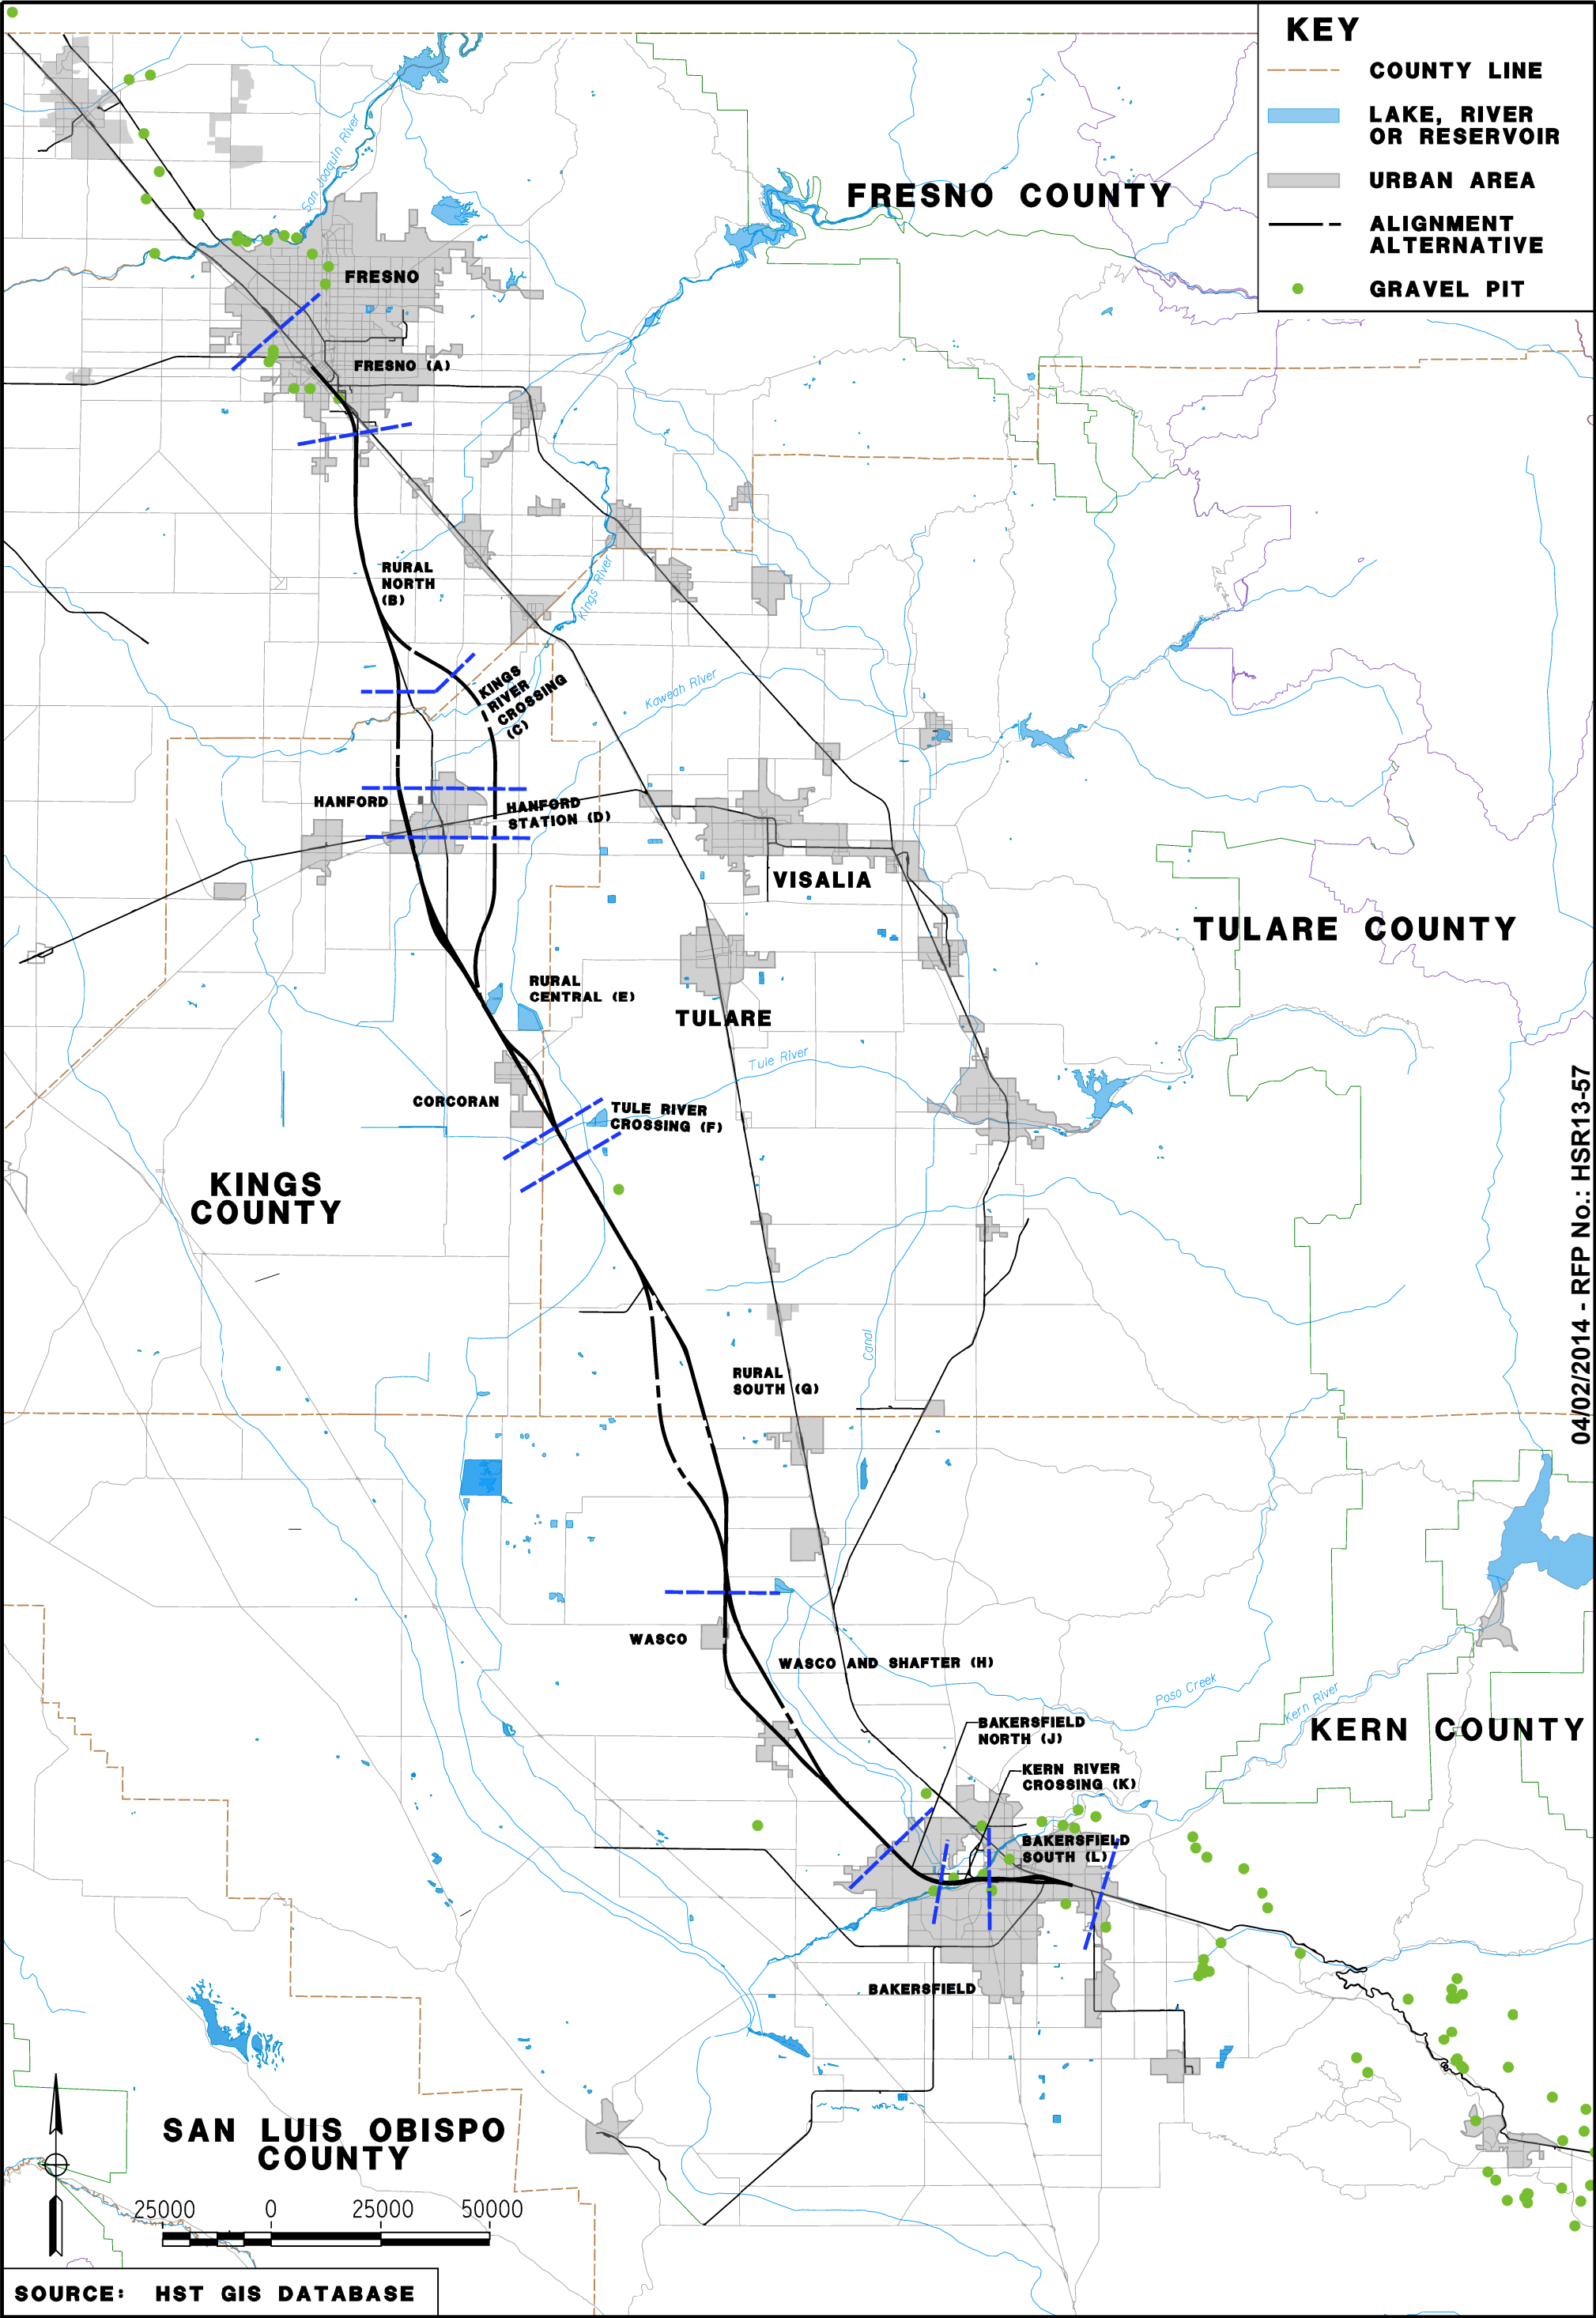 KEY
COUNTY LINE
LAKE, RIVER
OR RESERVOIR
URBAN AREA
ALIGNMENT
ALTERNATIVE
GRAVEL PIT
San Joaquin River
FRESNO COUNTY
FRESNO
FRESNO (A)
RURAL
NORTH
(B)
Kings River
KINGS
RIVER
CROSSING
(C)
Kaweah River
HANFORD
HANFORD
STATION (D)
VISALIA
TULARE COUNTY
RURAL
CENTRAL (E)
TULARE
Tule River
CORCORAN
TULE RIVER
CROSSING (F)
KINGS
COUNTY
04/02/2014 - RFP No.: HSR13-57
Canal
RURAL
SOUTH (G)
WASCO
WASCO AND SHAFTER (H)
Poso Creek
Kern River
BAKERSFIELD
NORTH (J)
KERN COUNTY
KERN RIVER
CROSSING (K)
BAKERSFIELD
SOUTH (L)
BAKERSFIELD
SAN LUIS OBISPO
COUNTY
25000 0 25000 50000
SOURCE: HST GIS DATABASE